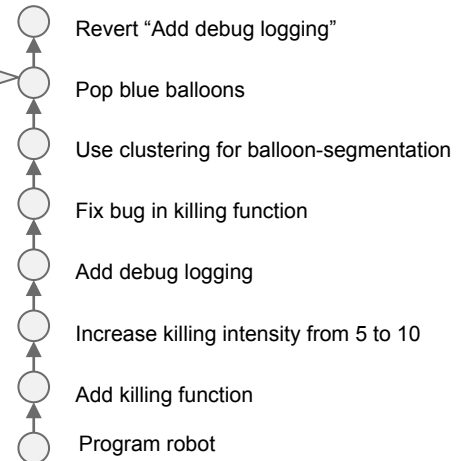 Revert “Add debug logging”
Pop blue balloons
Use clustering for balloon-segmentation
Fix bug in killing function
Add debug logging
Increase killing intensity from 5 to 10
Add killing function
Program robot